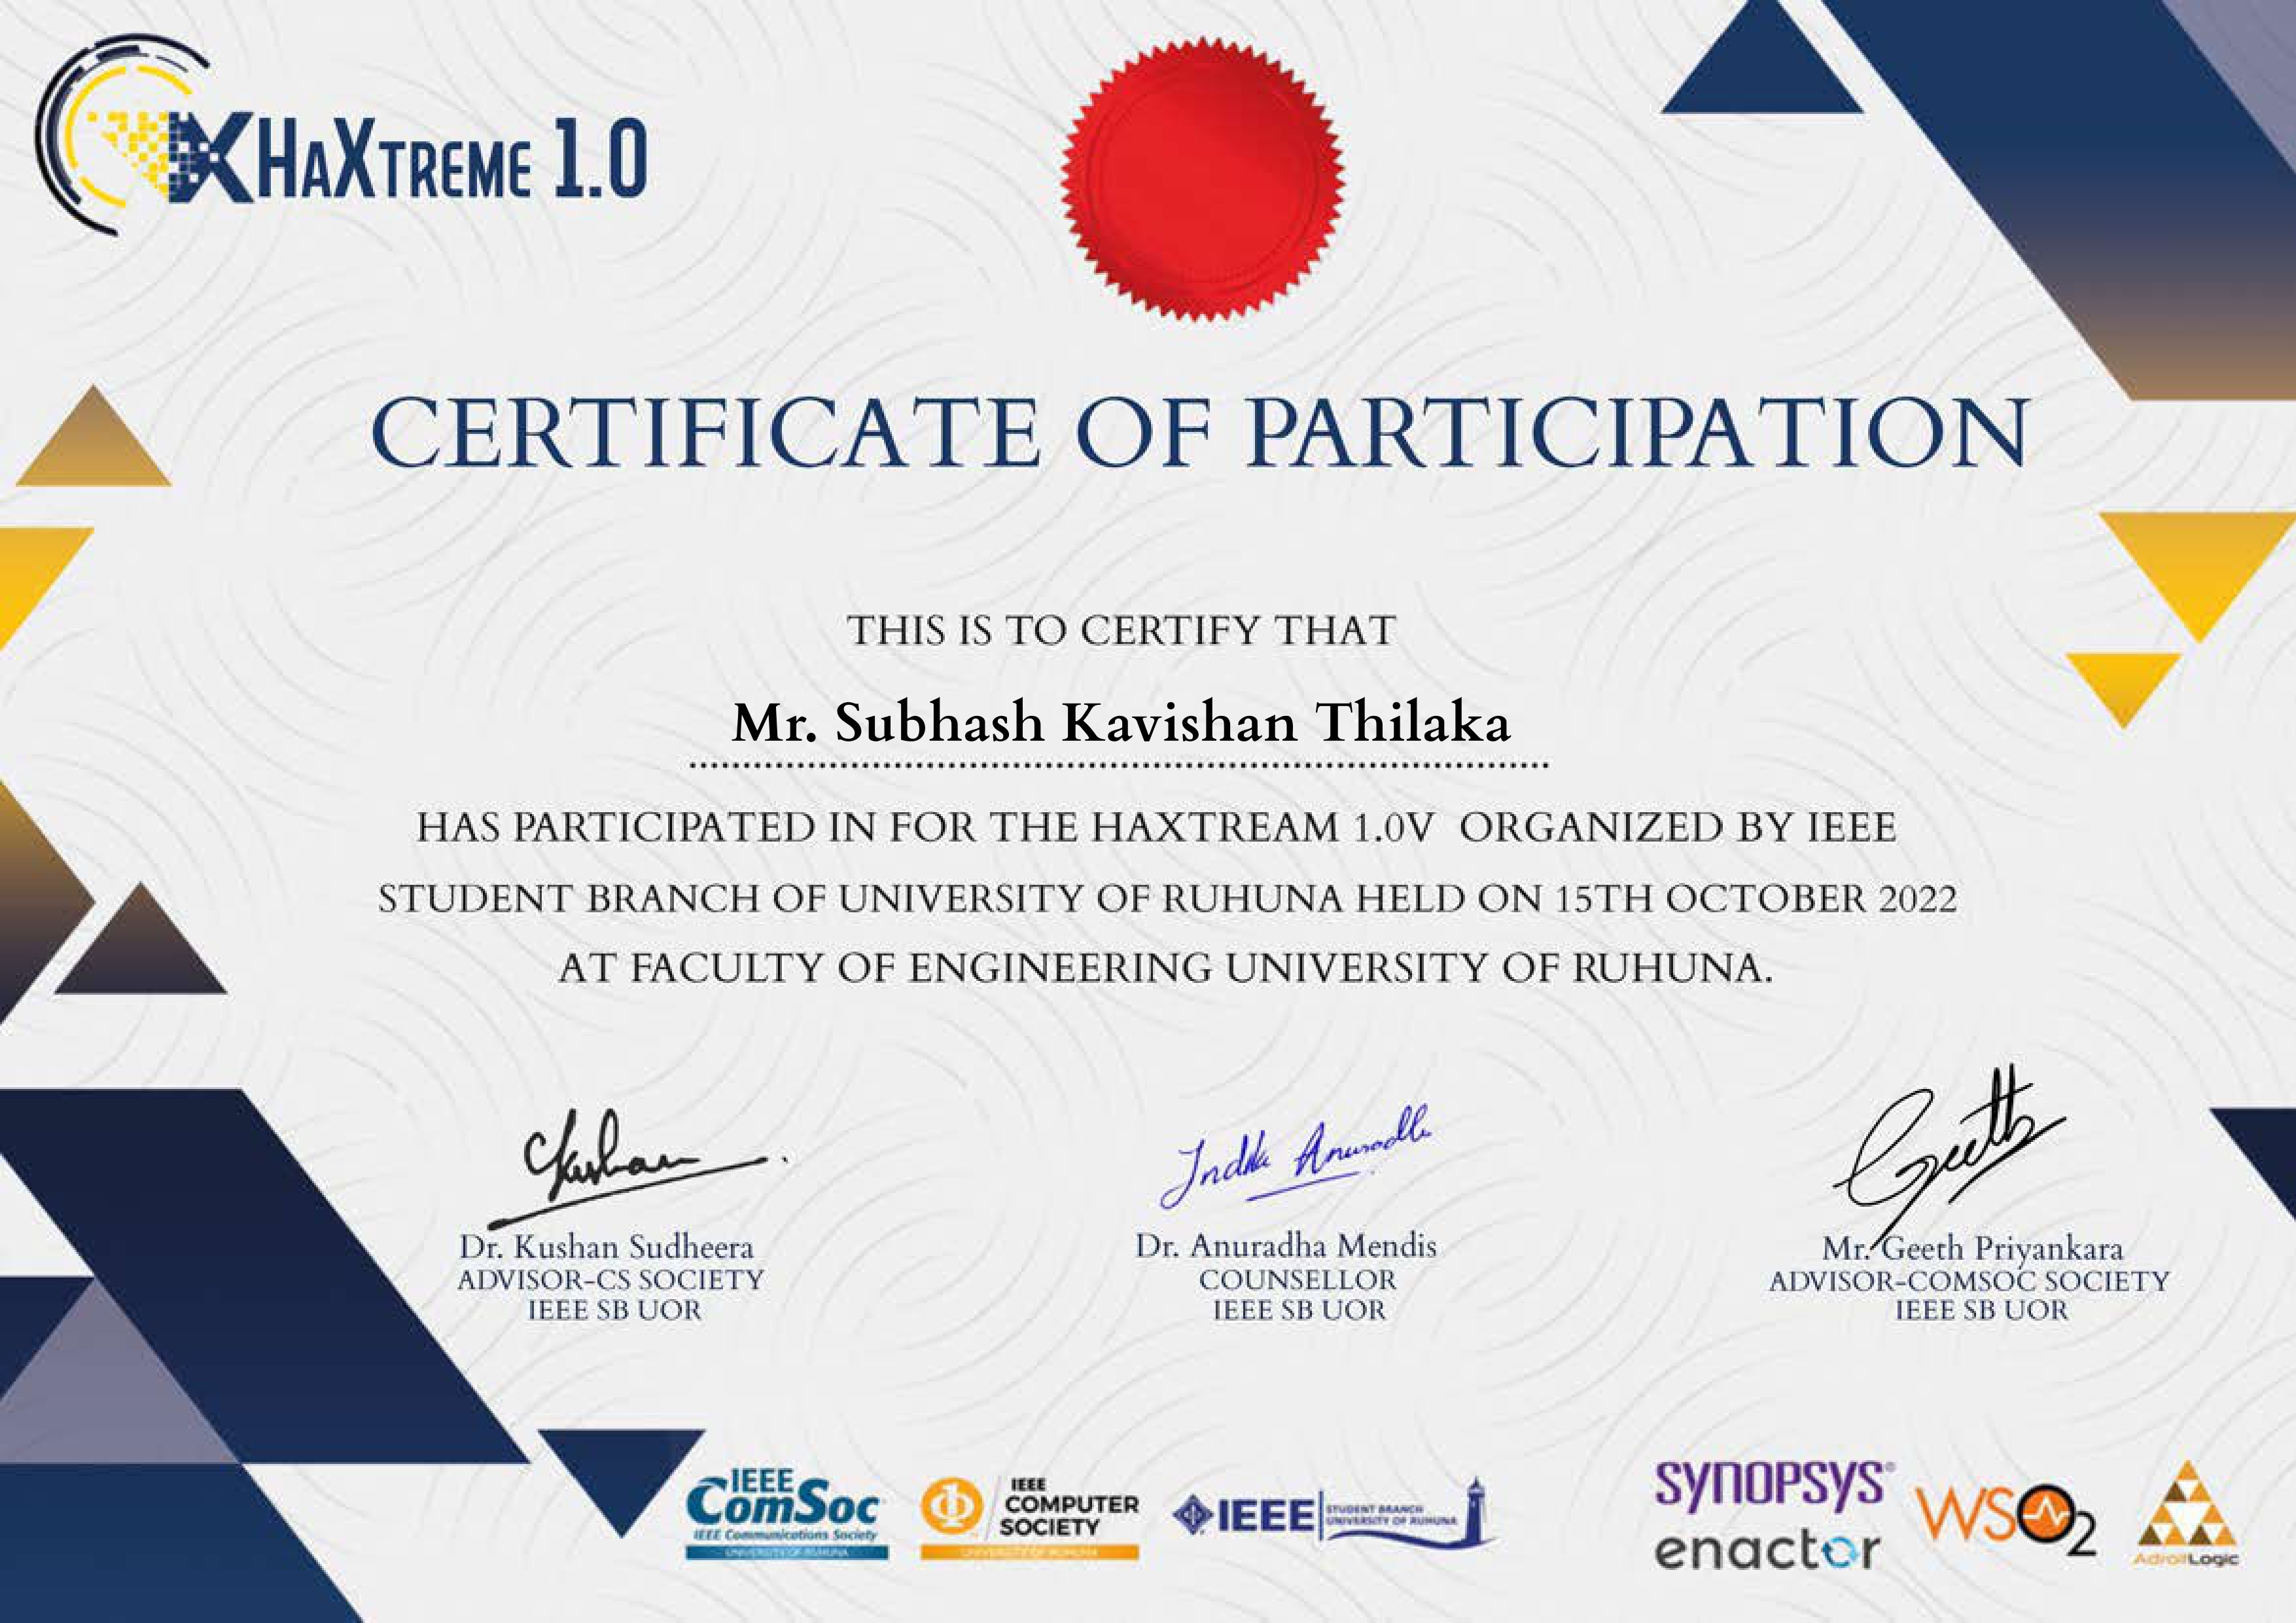 HAXTREME 1.0
CERTIFICATE OF PARTICIPATION
THIS IS TO CERTIFY THAT
Mr. Subhash Kavishan Thilaka
HAS PARTICIPATED IN FOR THE HAXTREAM 1.0V ORGANIZED BY IEEE
STUDENT BRANCH OF UNIVERSITY OF RUHUNA HELD ON 15TH OCTOBER 2022
AT FACULTY OF ENGINEERING UNIVERSITY OF RUHUNA.
Kushan
Indika Anuradha
Geeth
Dr. Kushan Sudheera
ADVISOR-CS SOCIETY
IEEE SB UOR
Dr. Anuradha Mendis
COUNSELLOR
IEEE SB UOR
Mr. Geeth Priyankara
ADVISOR-COMSOC SOCIETY
IEEE SB UOR
IEEE
ComSoc
IEEE Communications Society
UNIVERSITY OF RUHUNA
IEEE
COMPUTER
SOCIETY
UNIVERSITY OF RUHUNA
IEEE
STUDENT BRANCH
UNIVERSITY OF RUHUNA
SYNOPSYS®
enactor
WSO2
AdroitLogic